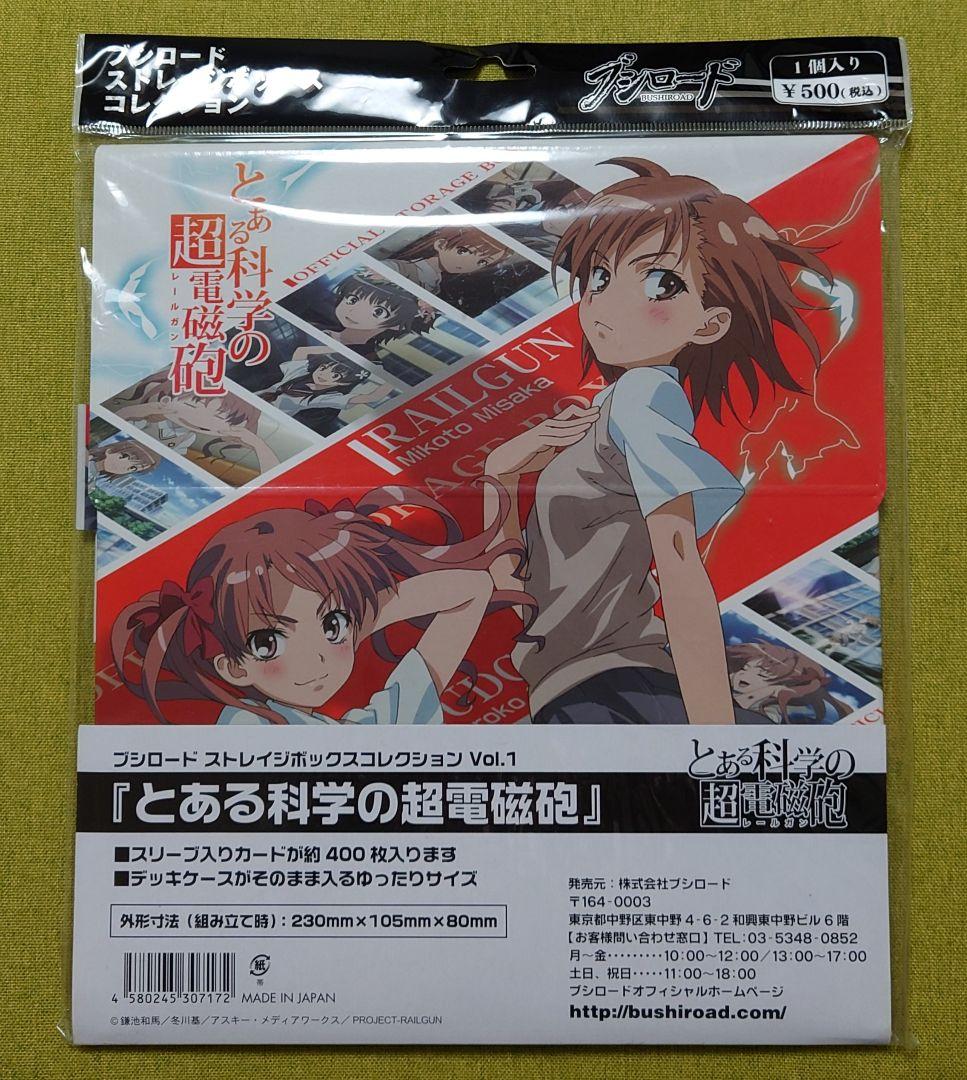 ブシロード
ストレイジボックス
コレクション
ブシロード
BUSHIROAD
1個入り
¥500(税込)
とある科学の
超電磁砲
レールガン
OFFICIAL STORAGE BO
RAILGUN
Mikoto Misaka
AGE BOX
UDO
roko
ブシロード ストレイジボックスコレクション Vol.1
『とある科学の超電磁砲』
とある科学の
超電磁砲
レールガン
■スリーブ入りカードが約400枚入ります
■デッキケースがそのまま入るゆったりサイズ
外形寸法(組み立て時):230mm×105mm×80mm
発売元:株式会社ブシロード
〒164-0003
東京都中野区東中野4-6-2和興東中野ビル6階
【お客様問い合わせ窓口】TEL:03-5348-0852
月~金·········10:00~12:00/13:00~17:00
土日、祝日·····11:00~18:00
ブシロードオフィシャルホームページ
http://bushiroad.com/
4 580245 307172
紙
帯
MADE IN JAPAN
©鎌池和馬/冬川基/アスキー・メディアワークス/PROJECT-RAILGUN